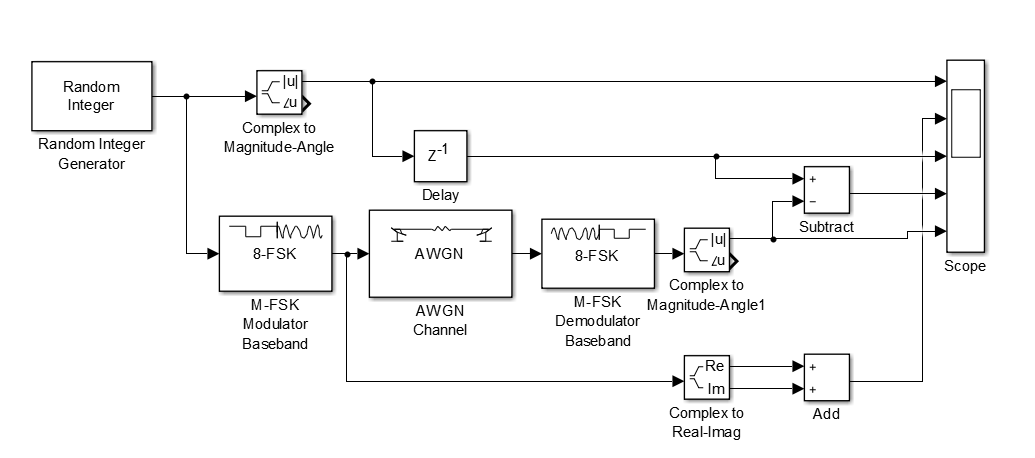 Random
Integer
Random Integer
Generator
|u|
∠u
Complex to
Magnitude-Angle
Z-1
Delay
+
−
Subtract
Scope
8-FSK
M-FSK
Modulator
Baseband
AWGN
AWGN
Channel
8-FSK
M-FSK
Demodulator
Baseband
|u|
∠u
Complex to
Magnitude-Angle1
Re
Im
Complex to
Real-Imag
+
+
Add